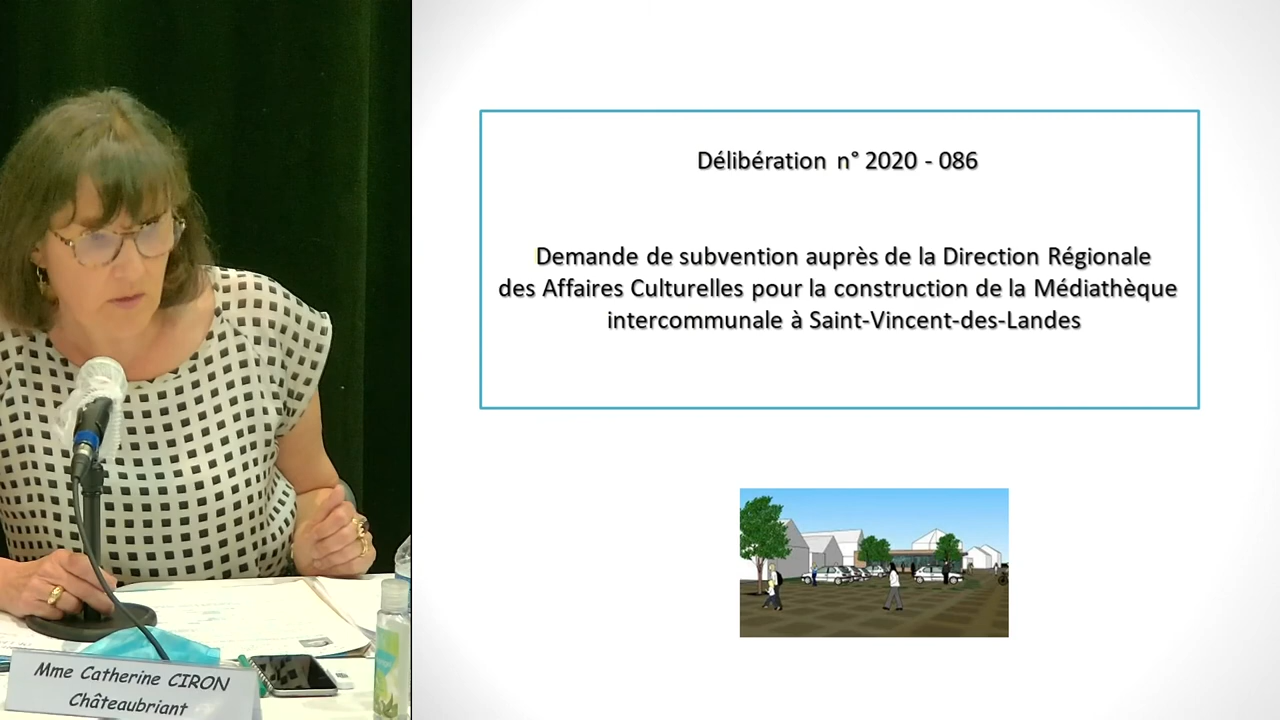 Délibération n° 2020 - 086
Demande de subvention auprès de la Direction Régionale
des Affaires Culturelles pour la construction de la Médiathèque
intercommunale à Saint-Vincent-des-Landes
Mme Catherine CIRON
Châteaubriant